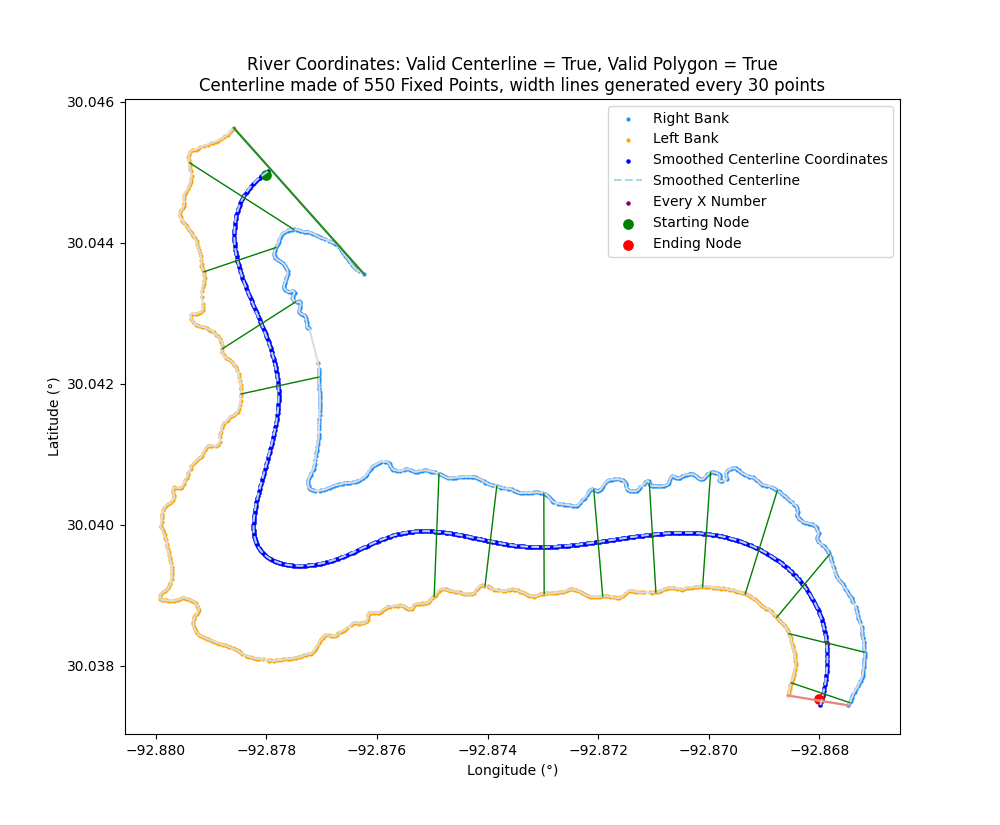 River Coordinates: Valid Centerline = True, Valid Polygon = True
Centerline made of 550 Fixed Points, width lines generated every 30 points
30.046
30.044
30.042
30.040
30.038
Latitude (°)
Right Bank
Left Bank
Smoothed Centerline Coordinates
Smoothed Centerline
Every X Number
Starting Node
Ending Node
−92.880
−92.878
−92.876
−92.874
−92.872
−92.870
−92.868
Longitude (°)